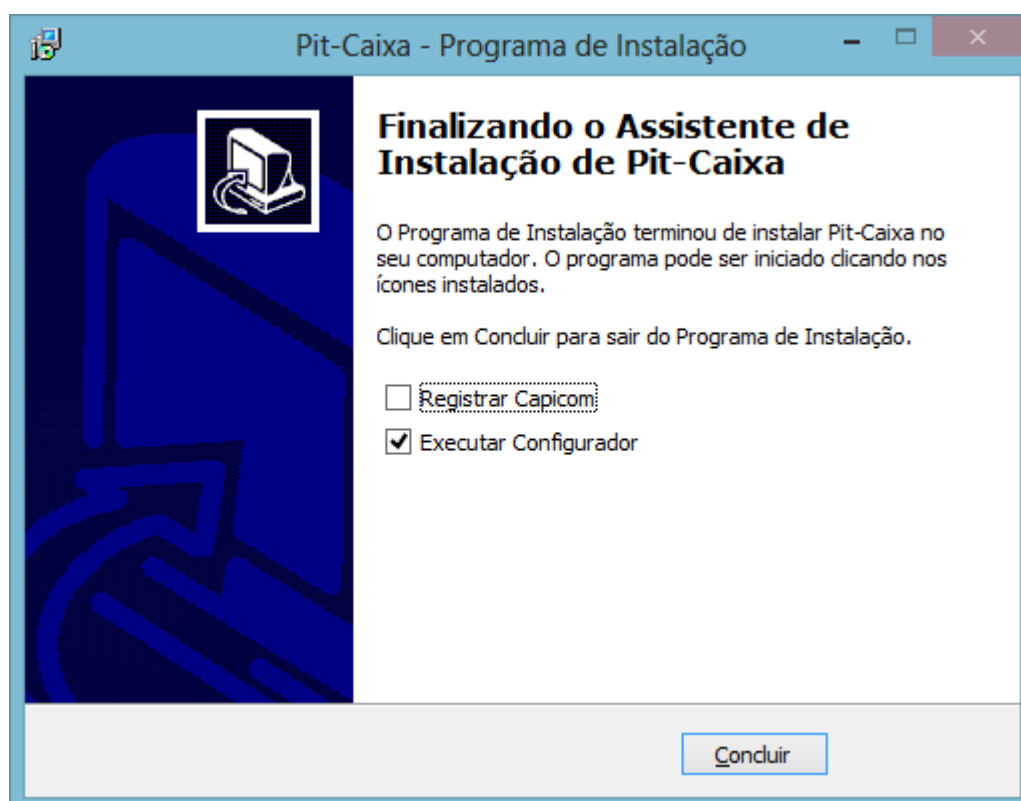 Pit-Caixa - Programa de Instalação
Finalizando o Assistente de
Instalação de Pit-Caixa
O Programa de Instalação terminou de instalar Pit-Caixa no
seu computador. O programa pode ser iniciado clicando nos
ícones instalados.
Clique em Concluir para sair do Programa de Instalação.
Registrar Capicom
Executar Configurador
Concluir